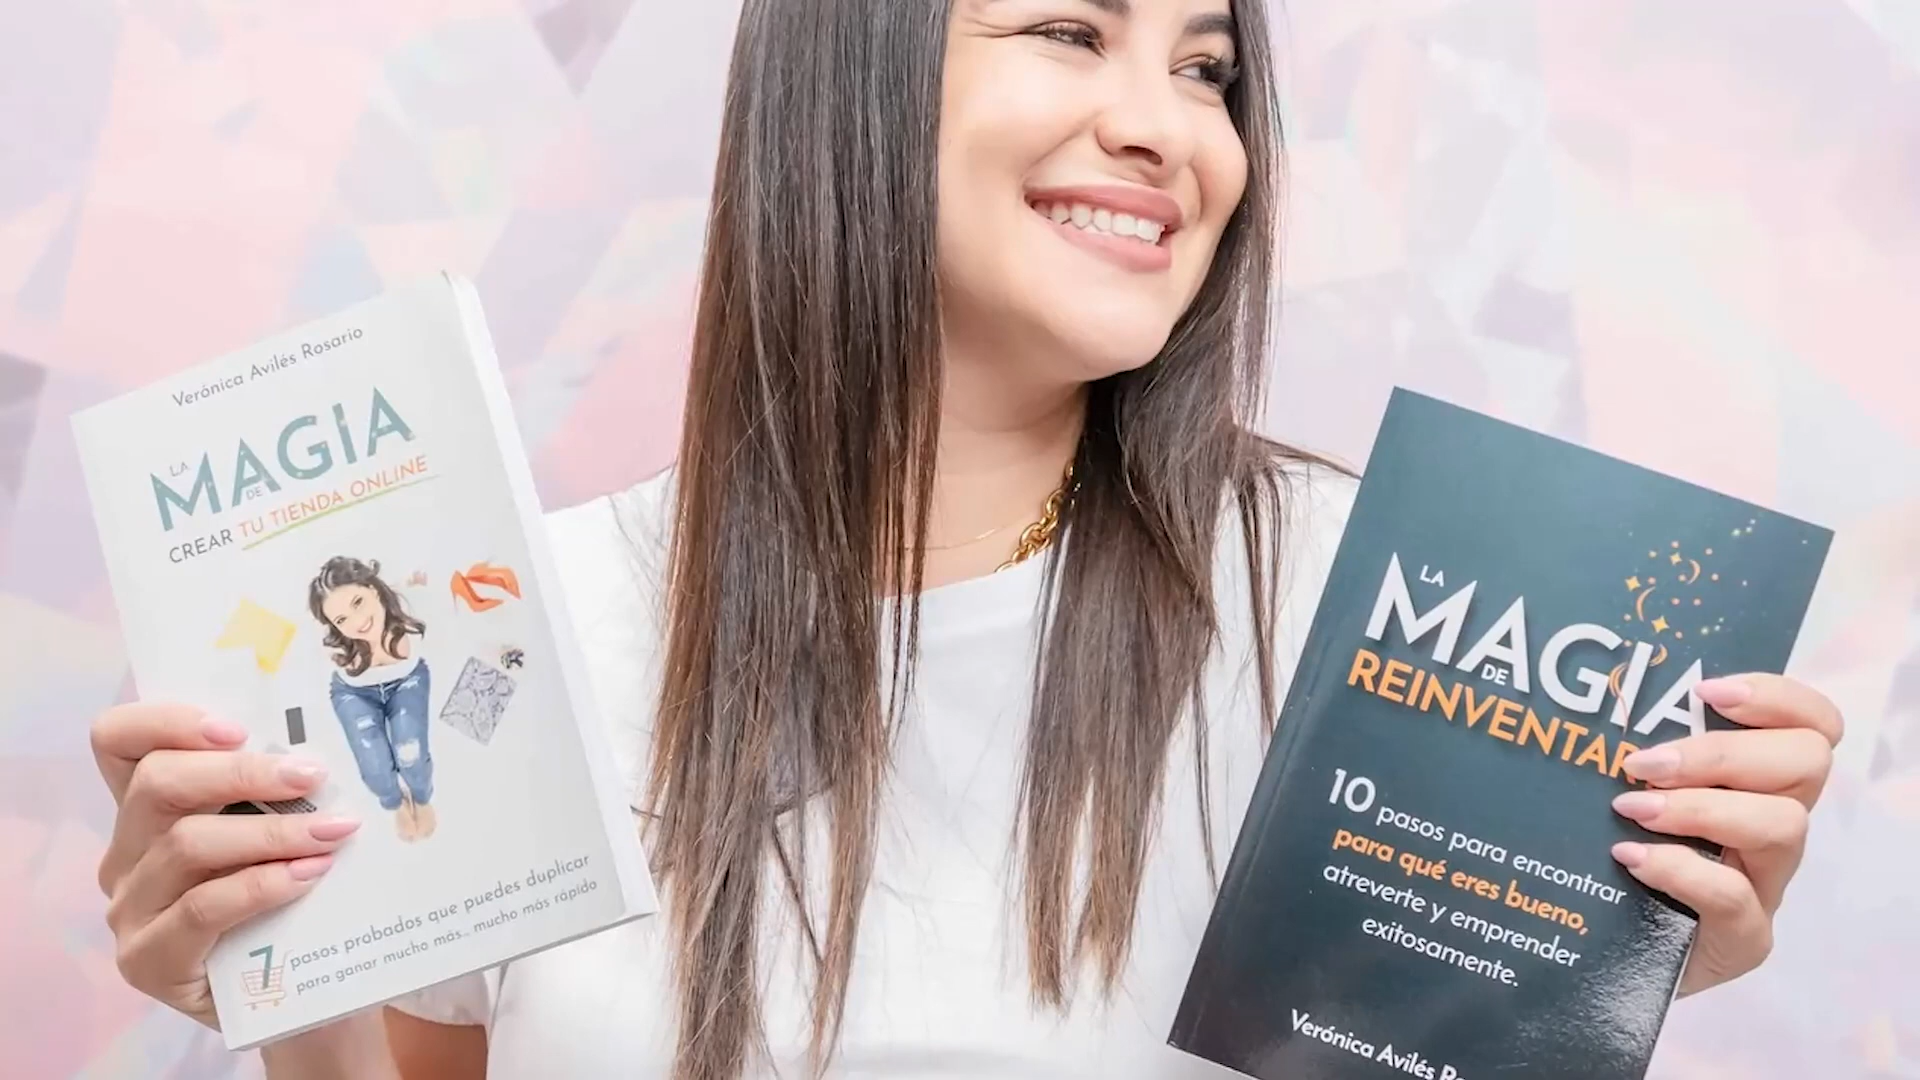 Verónica Avilés Rosario
LA
MAGIA
DE
CREAR TU TIENDA ONLINE
7 pasos probados que puedes duplicar
para ganar mucho más... mucho más rápido
LA
MAGIA
DE
REINVENTAR
10 pasos para encontrar
para qué eres bueno,
atreverte y emprender
exitosamente.
Verónica Avilés